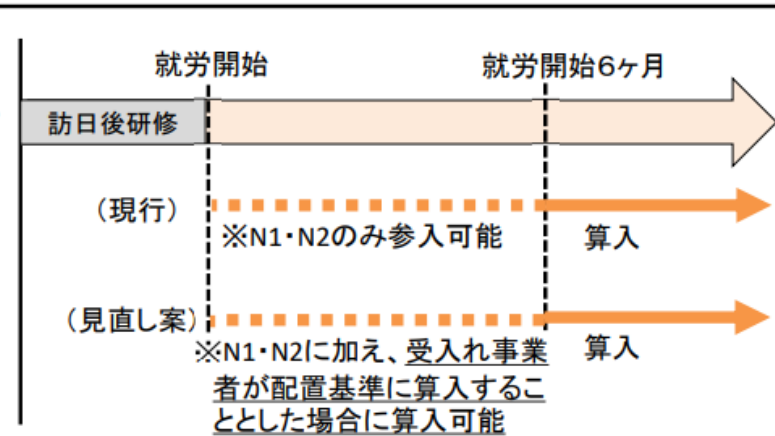 就労開始
就労開始6ヶ月
訪日後研修
（現行）
※N1・N2のみ参入可能
算入
（見直し案）
※N1・N2に加え、受入れ事業
者が配置基準に算入するこ
ととした場合に算入可能
算入